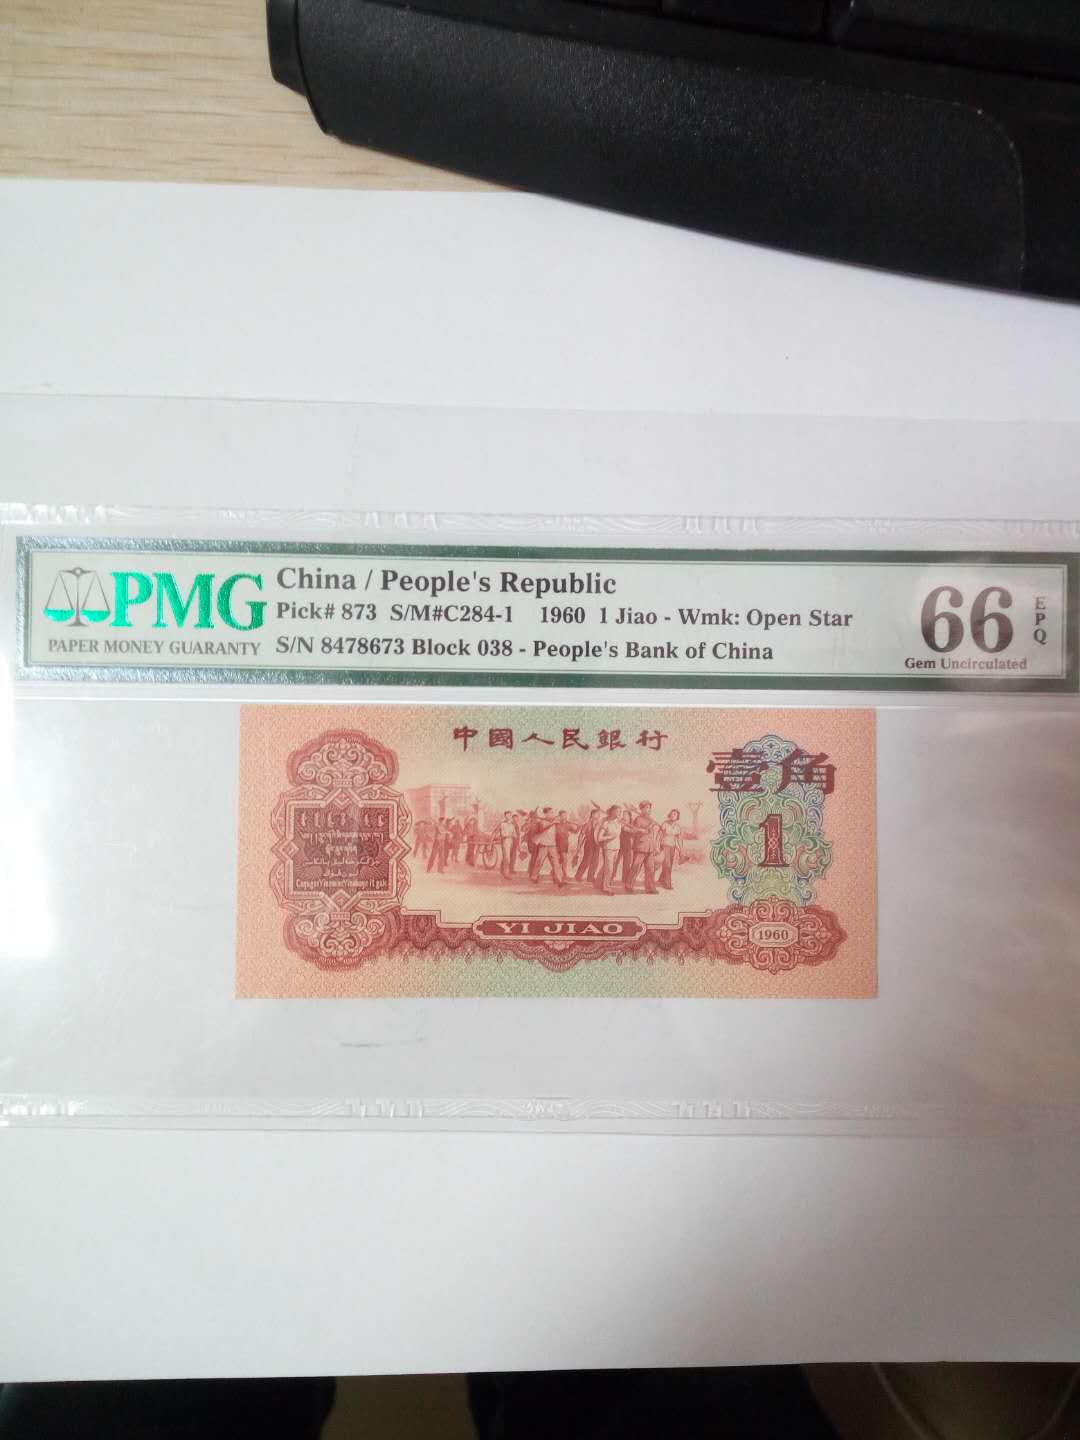 PMG
PAPER MONEY GUARANTY
China / People's Republic
Pick# 873 S/M#C284-1 1960 1 Jiao - Wmk: Open Star
S/N 8478673 Block 038 - People's Bank of China
66
EPQ
Gem Uncirculated
中國人民銀行
壹角
1
YI JIAO
1960